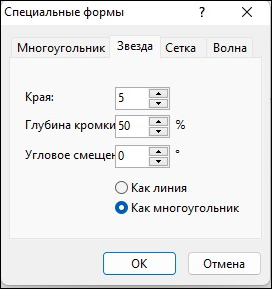 Специальные формы
Многоугольник Звезда Сетка Волна
Края: 5
Глубина кромки 50 %
Угловое смещен 0 °
Как линия
Как многоугольник
OK Отмена